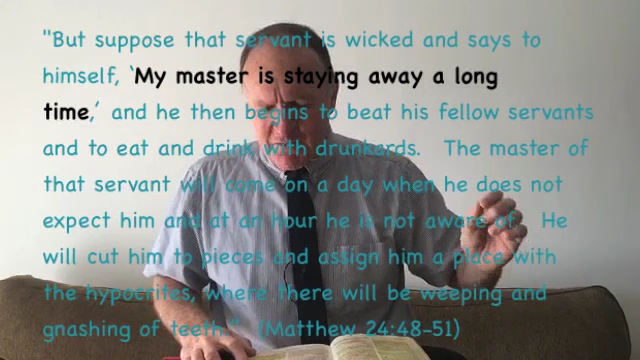 "But suppose that servant is wicked and says to
himself, ‘My master is staying away a long
time,’ and he then begins to beat his fellow servants
and to eat and drink with drunkards. The master of
that servant will come on a day when he does not
expect him and at an hour he is not aware of. He
will cut him to pieces and assign him a place with
the hypocrites, where there will be weeping and
gnashing of teeth." (Matthew 24:48-51)